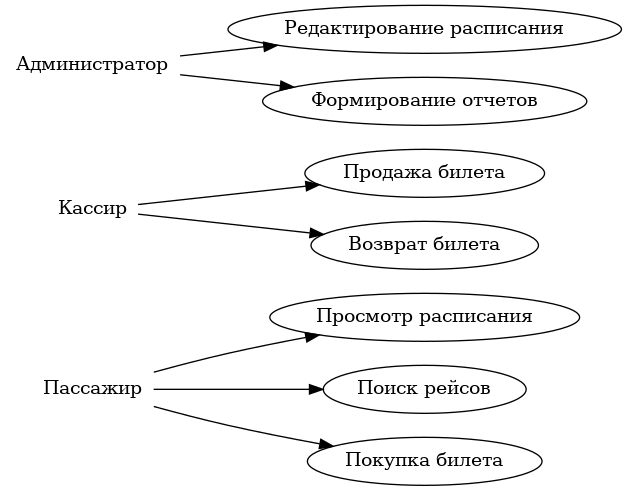 Редактирование расписания
Администратор
Формирование отчетов
Продажа билета
Кассир
Возврат билета
Просмотр расписания
Пассажир
Поиск рейсов
Покупка билета